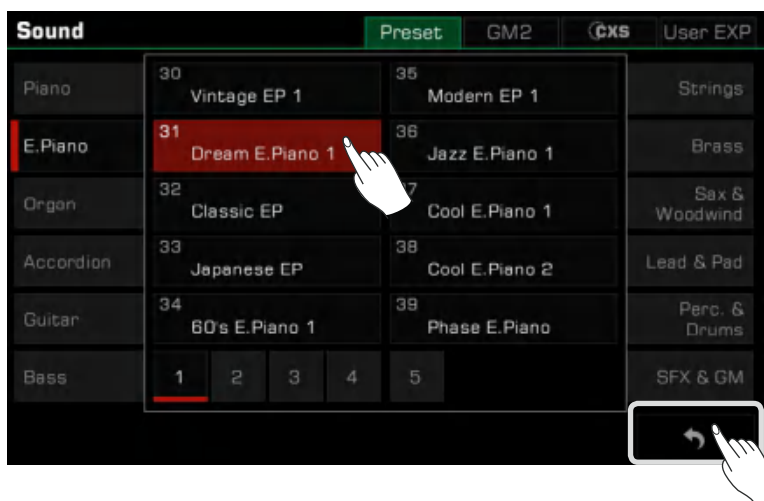 Sound
Preset
GM2
CXS
User EXP
Piano
E.Piano
Organ
Accordion
Guitar
Bass
30
Vintage EP 1
31
Dream E.Piano 1
32
Classic EP
33
Japanese EP
34
60's E.Piano 1
35
Modern EP 1
36
Jazz E.Piano 1
7
Cool E.Piano 1
38
Cool E.Piano 2
39
Phase E.Piano
1 2 3 4 5
Strings
Brass
Sax &
Woodwind
Lead & Pad
Perc. &
Drums
SFX & GM